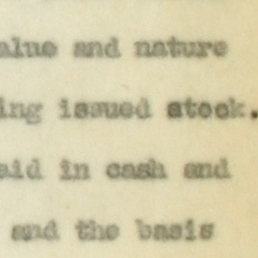 alue and nature
ing issued stock.
aid in cash and
and the basis